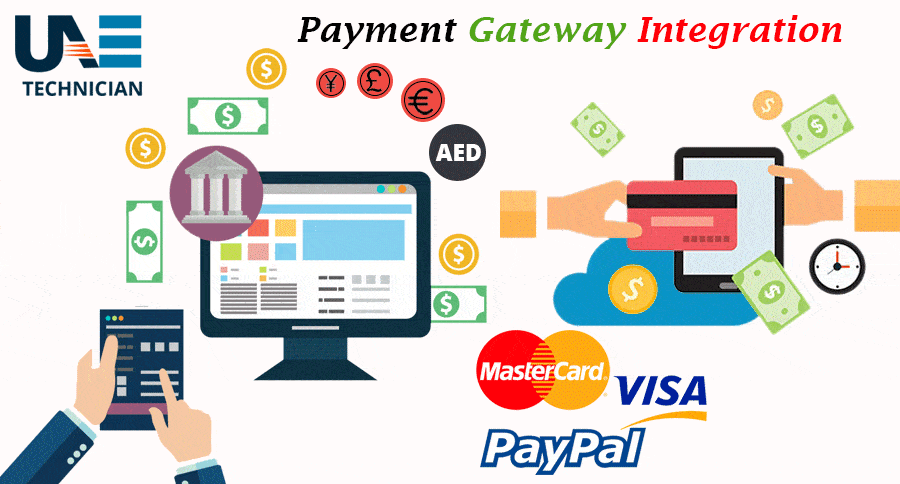 UAE
TECHNICIAN
Payment Gateway Integration
$
¥
£
€
$
AED
$
$
$
$
$
$
$
$
$
$
MasterCard
VISA
PayPal